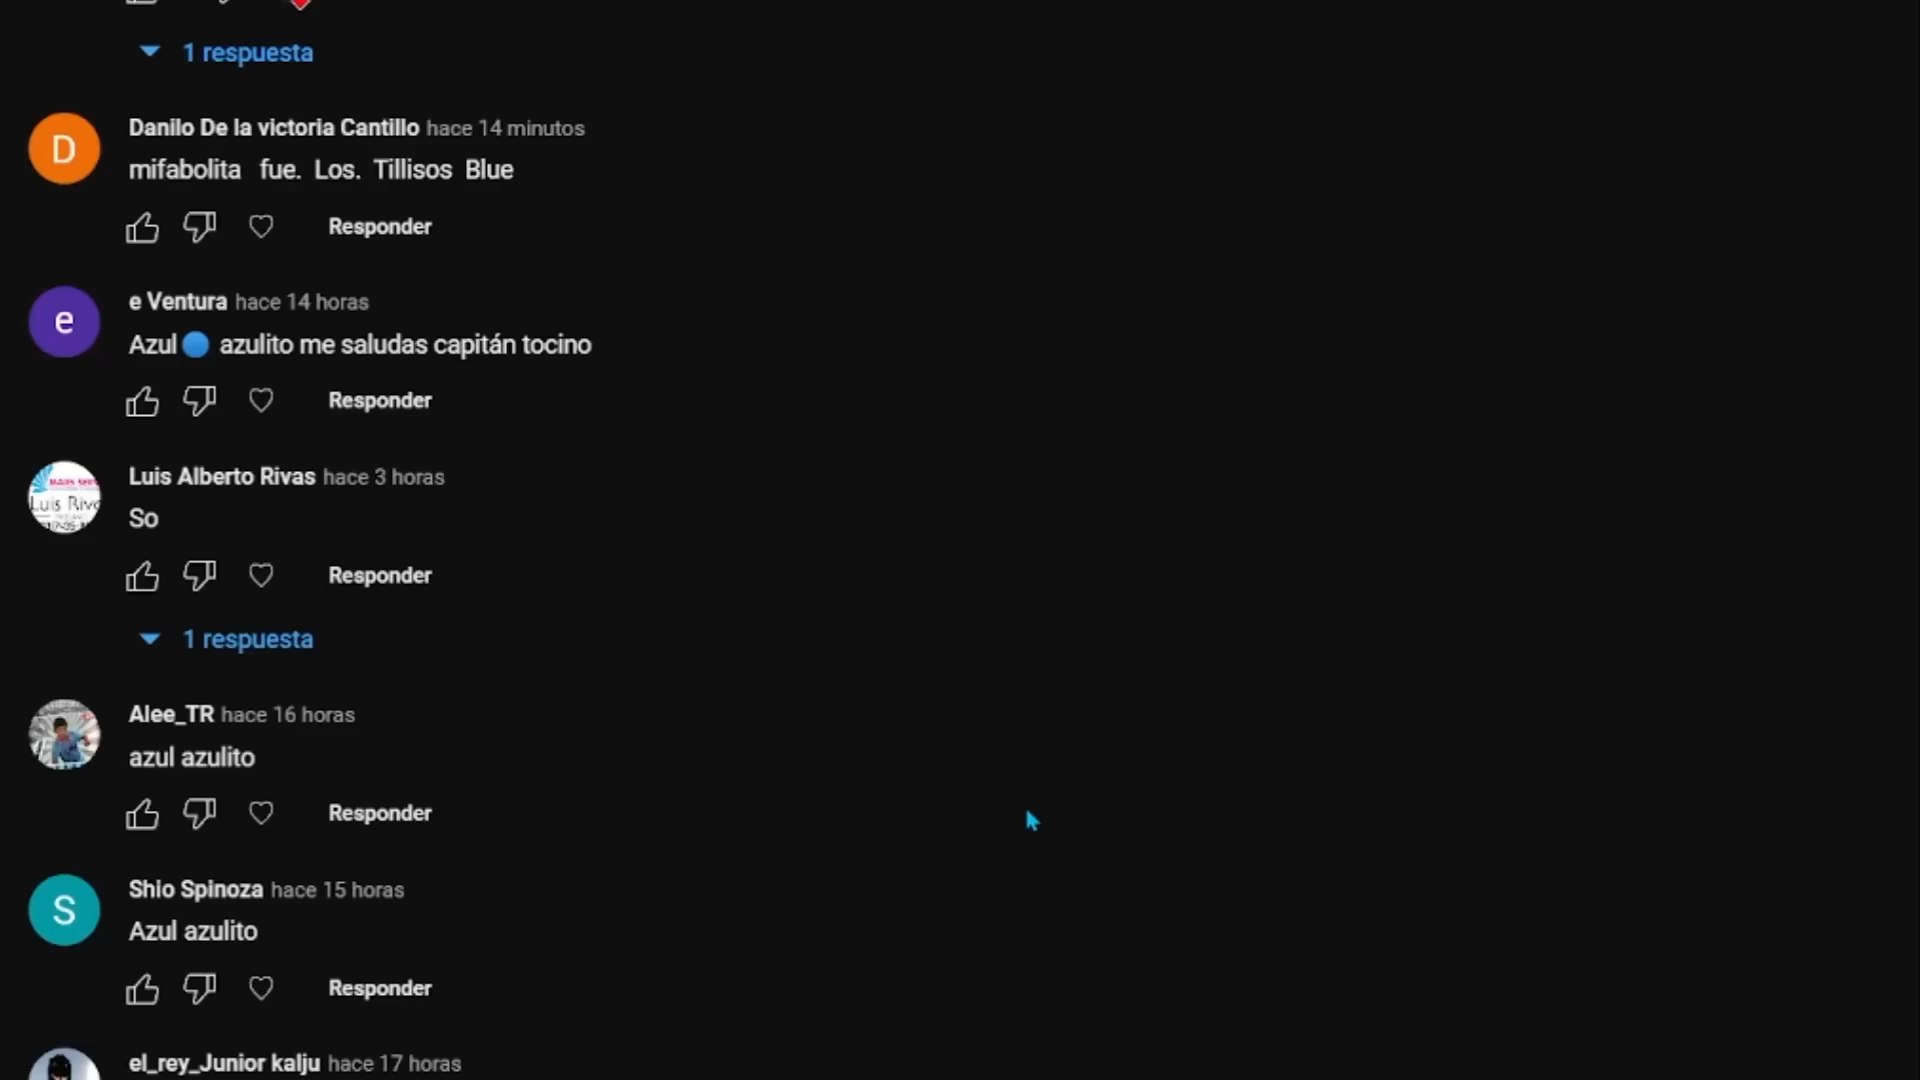 1 respuesta
Danilo De la victoria Cantillo hace 14 minutos
mifabolita fue. Los. Tillisos Blue
Responder
e Ventura hace 14 horas
Azul🔵 azulito me saludas capitán tocino
Responder
Luis Alberto Rivas hace 3 horas
So
Responder
1 respuesta
Alee_TR hace 16 horas
azul azulito
Responder
Shio Spinoza hace 15 horas
Azul azulito
Responder
el_rey_Junior kalju hace 17 horas